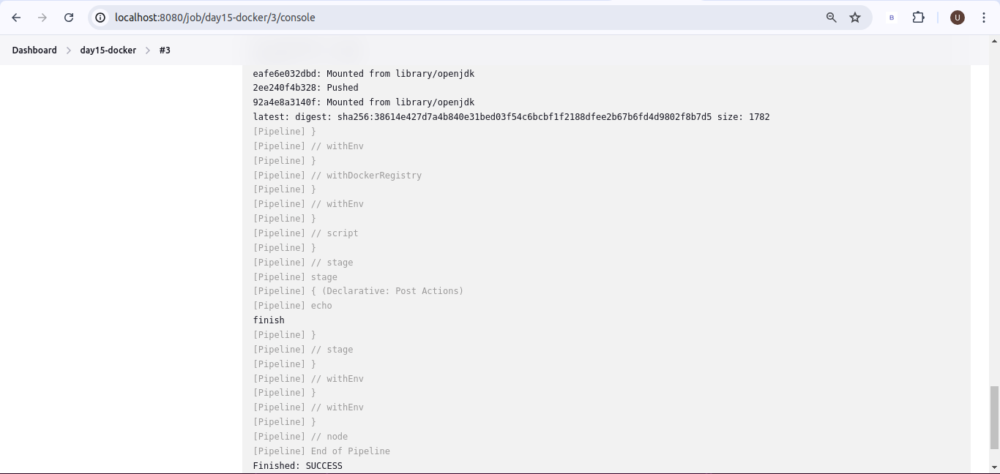 localhost:8080/job/day15-docker/3/console
B
U
Dashboard > day15-docker > #3
eafe6e032dbd: Mounted from library/openjdk
2ee240f4b328: Pushed
92a4e8a3140f: Mounted from library/openjdk
latest: digest: sha256:38614e427d7a4b840e31bed03f54c6bcbf1f2188dfee2b67b6fd4d9802f8b7d5 size: 1782
[Pipeline] }
[Pipeline] // withEnv
[Pipeline] }
[Pipeline] // withDockerRegistry
[Pipeline] }
[Pipeline] // withEnv
[Pipeline] }
[Pipeline] // script
[Pipeline] }
[Pipeline] // stage
[Pipeline] stage
[Pipeline] { (Declarative: Post Actions)
[Pipeline] echo
finish
[Pipeline] }
[Pipeline] // stage
[Pipeline] }
[Pipeline] // withEnv
[Pipeline] }
[Pipeline] // withEnv
[Pipeline] }
[Pipeline] // node
[Pipeline] End of Pipeline
Finished: SUCCESS